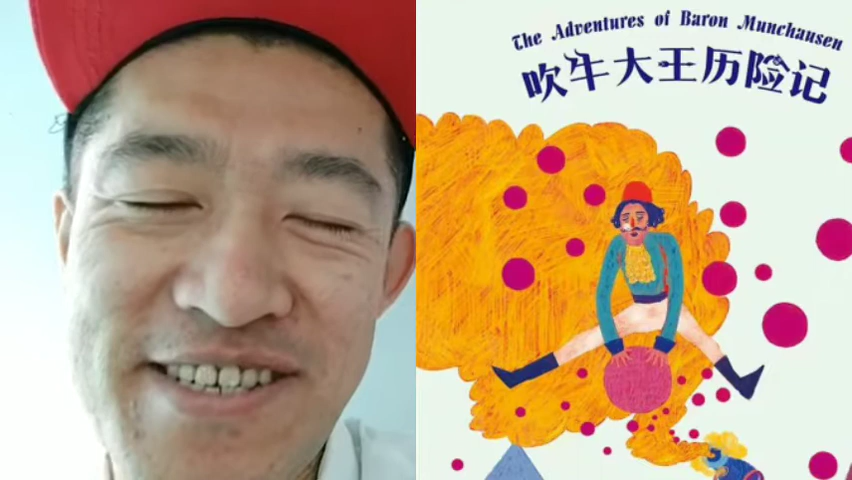 The Adventures of Baron Munchausen
吹牛大王历险记